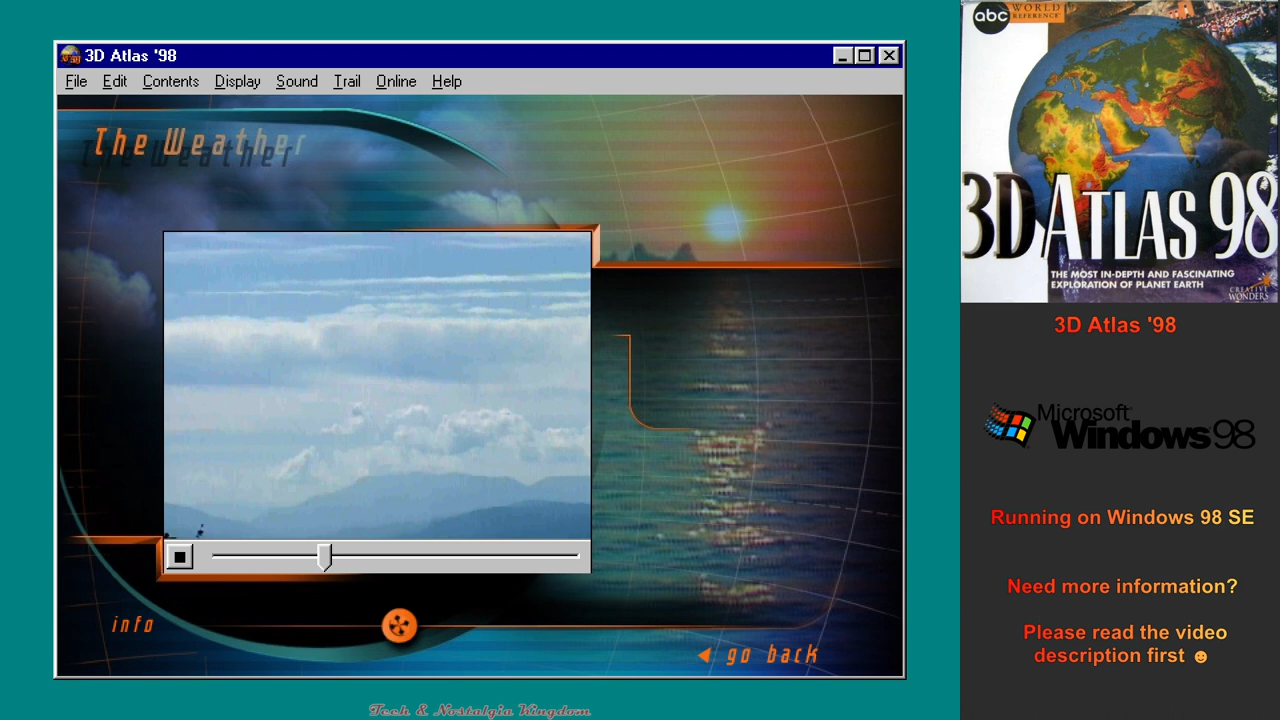 3D Atlas '98
File Edit Contents Display Sound Trail Online Help
The Weather
info
go back
Tech & Nostalgia Kingdom
abc WORLD
REFERENCE
3D ATLAS 98
THE MOST IN-DEPTH AND FASCINATING
EXPLORATION OF PLANET EARTH
CREATIVE
WONDERS
3D Atlas '98
Microsoft
Windows 98
Running on Windows 98 SE
Need more information?
Please read the video
description first ☻